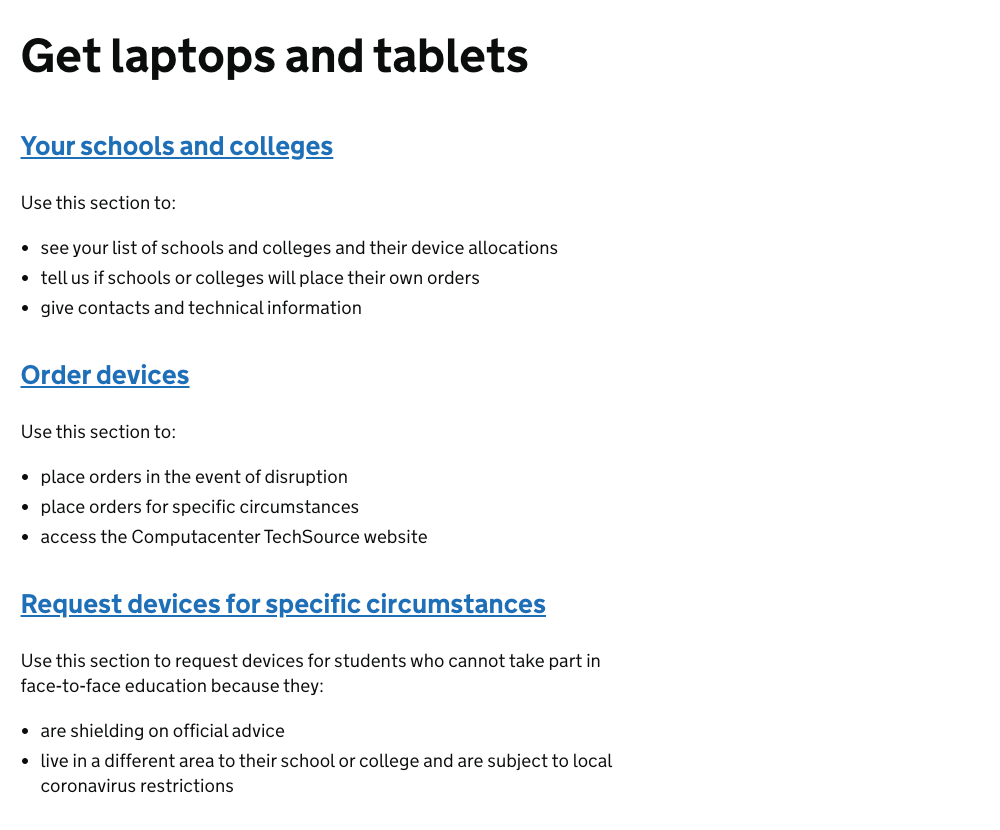 Get laptops and tablets
Your schools and colleges
Use this section to:
• see your list of schools and colleges and their device allocations
• tell us if schools or colleges will place their own orders
• give contacts and technical information
Order devices
Use this section to:
• place orders in the event of disruption
• place orders for specific circumstances
• access the Computacenter TechSource website
Request devices for specific circumstances
Use this section to request devices for students who cannot take part in
face-to-face education because they:
• are shielding on official advice
• live in a different area to their school or college and are subject to local
coronavirus restrictions